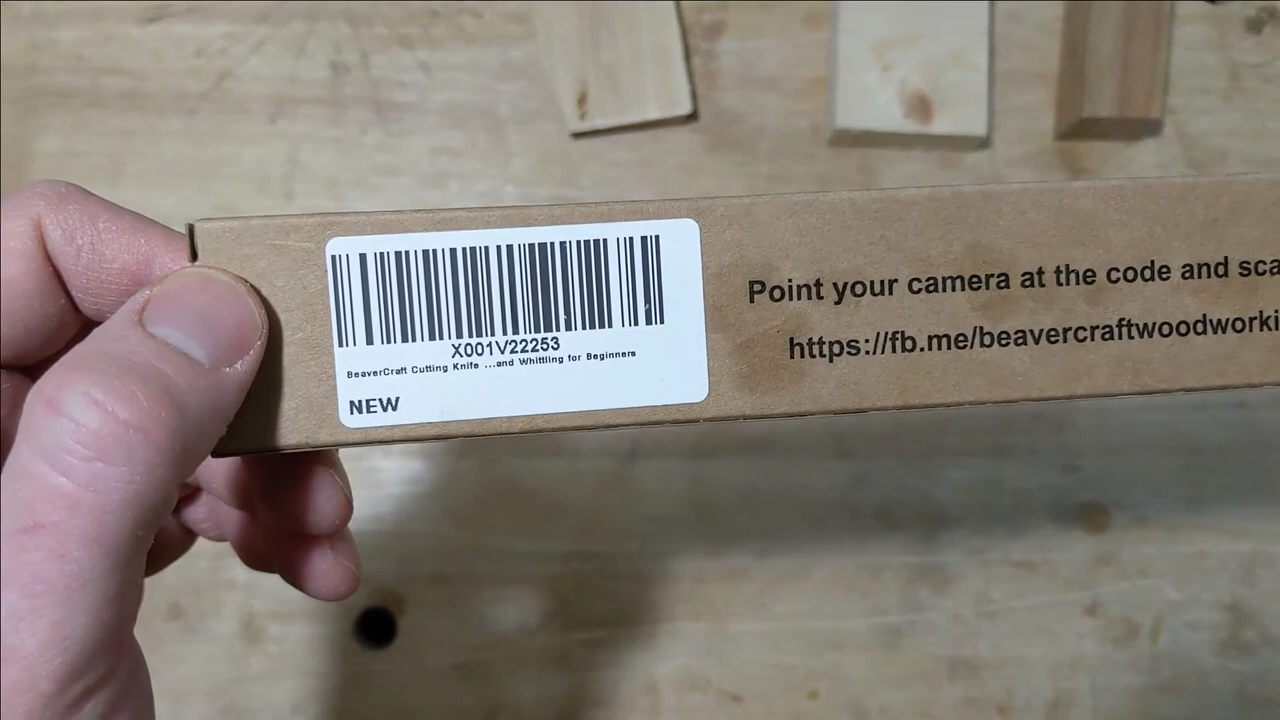 X001V22253
BeaverCraft Cutting Knife ...and Whittling for Beginners
NEW
Point your camera at the code and sca
https://fb.me/beavercraftwoodworki